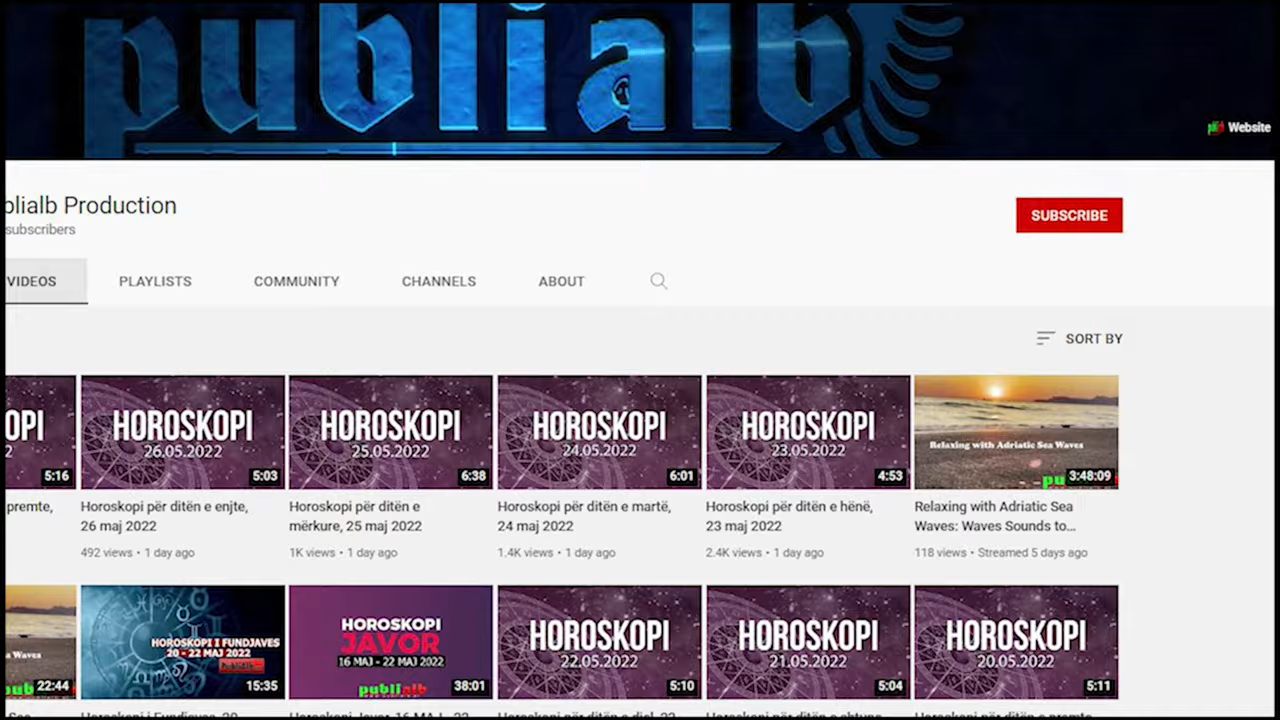 publialb
Website
blialb Production
subscribers
SUBSCRIBE
VIDEOS
PLAYLISTS
COMMUNITY
CHANNELS
ABOUT
SORT BY
OPI
2
5:16
HOROSKOPI
26.05.2022
5:03
HOROSKOPI
25.05.2022
6:38
HOROSKOPI
24.05.2022
6:01
HOROSKOPI
23.05.2022
4:53
Relaxing with Adriatic Sea Waves
pu
3:48:09
premte,
Horoskopi për ditën e enjte,
26 maj 2022
492 views • 1 day ago
Horoskopi për ditën e
mërkure, 25 maj 2022
1K views • 1 day ago
Horoskopi për ditën e martë,
24 maj 2022
1.4K views • 1 day ago
Horoskopi për ditën e hënë,
23 maj 2022
2.4K views • 1 day ago
Relaxing with Adriatic Sea
Waves: Waves Sounds to...
118 views • Streamed 5 days ago
a Waves
pub
22:44
HOROSKOPI I FUNDJAVES
20 - 22 MAJ 2022
15:35
HOROSKOPI
JAVOR
16 MAJ - 22 MAJ 2022
publialb
38:01
HOROSKOPI
22.05.2022
5:10
HOROSKOPI
21.05.2022
5:04
HOROSKOPI
20.05.2022
5:11